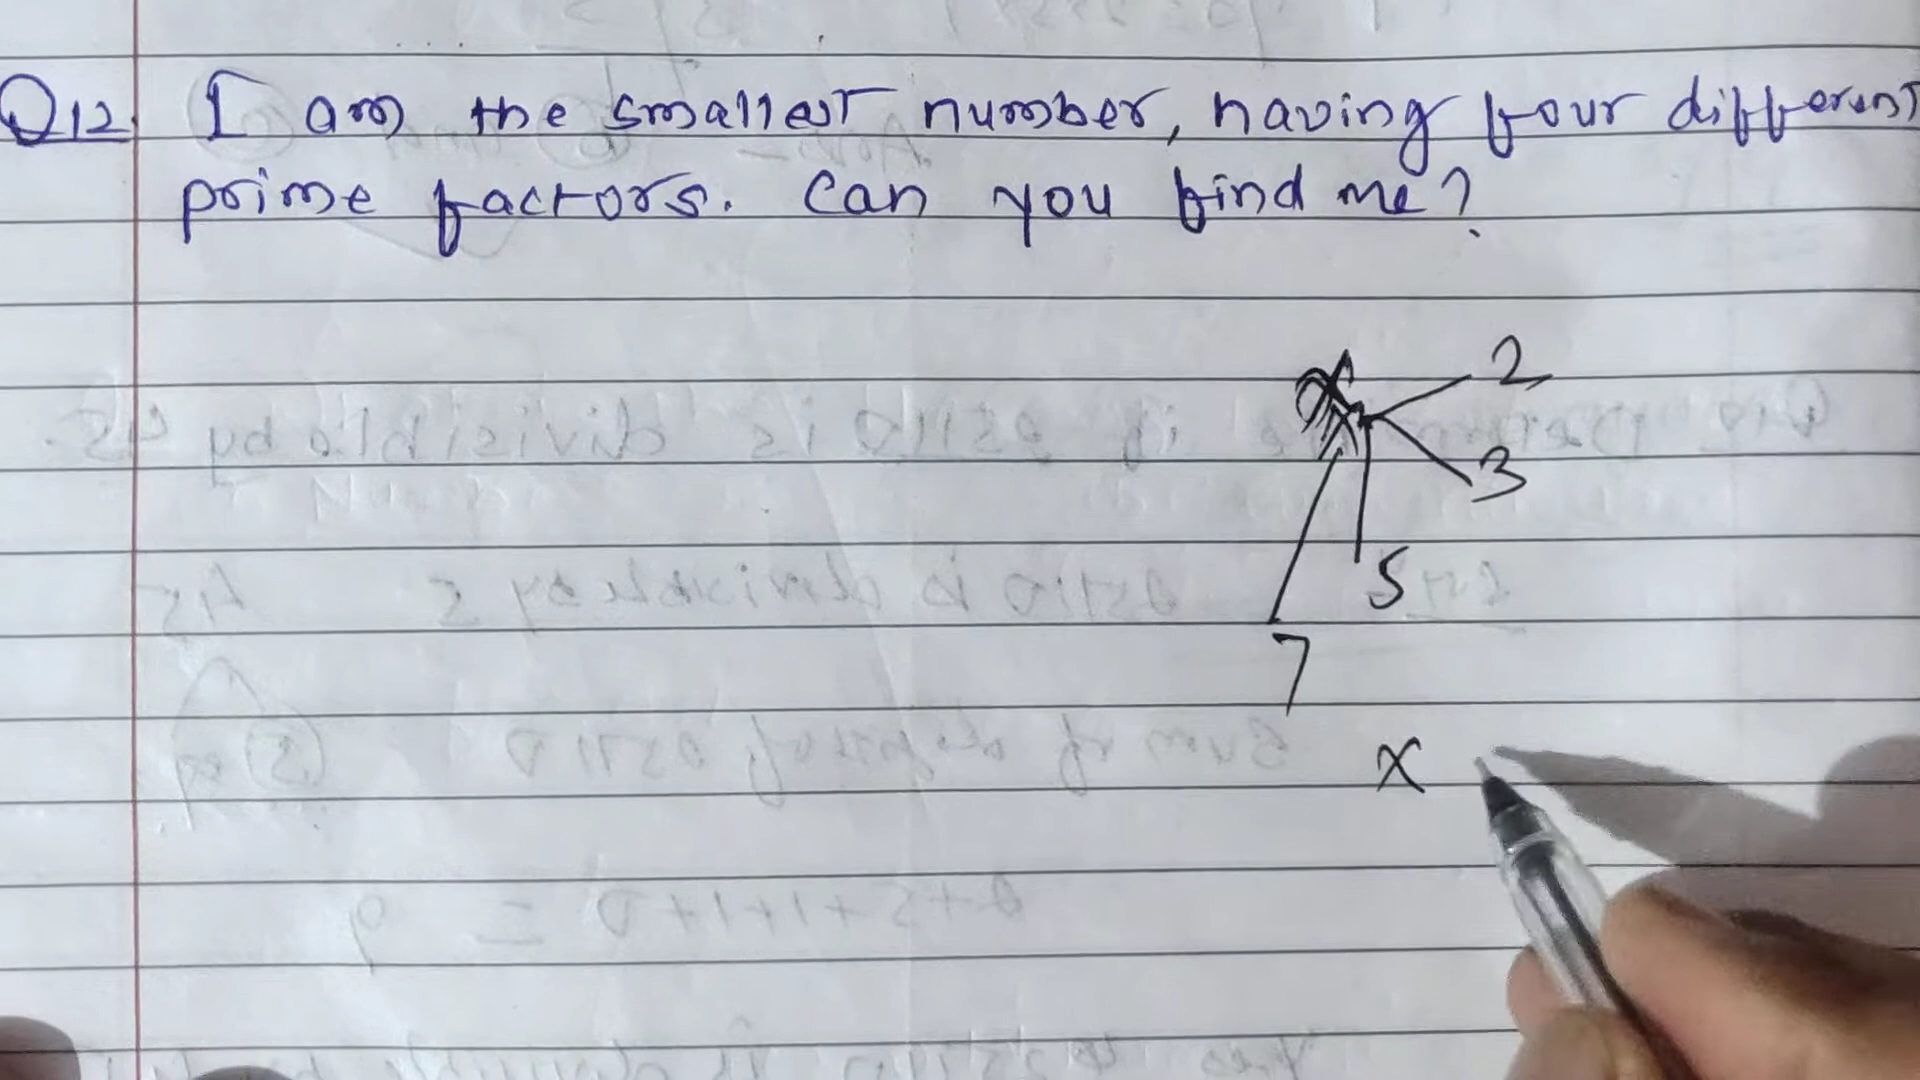 Q12 I am the smallest number, having four different
prime factors. Can you find me?
2
3
5
7
x